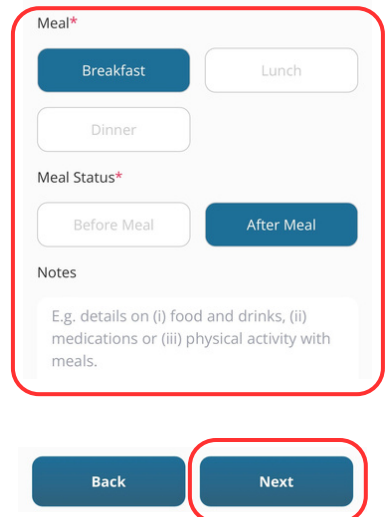 Meal*
Breakfast Lunch
Dinner
Meal Status*
Before Meal After Meal
Notes
E.g. details on (i) food and drinks, (ii)
medications or (iii) physical activity with
meals.
Back Next